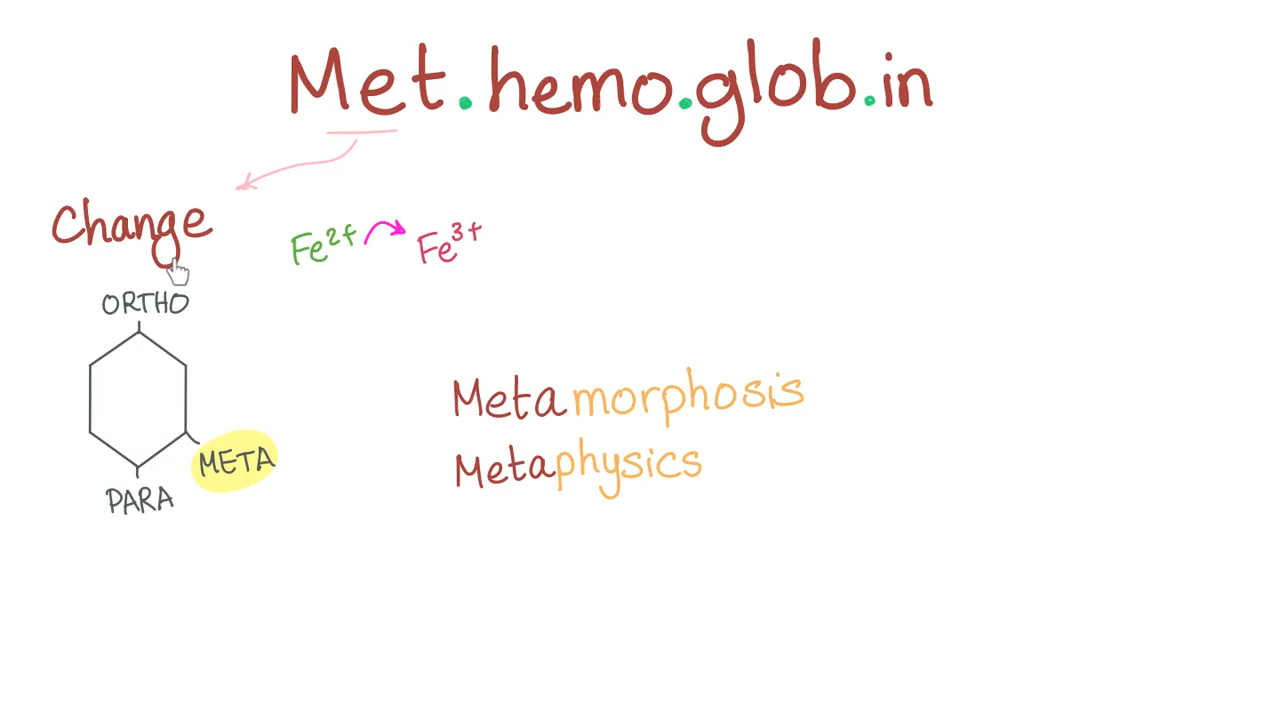 Met.hemo.glob.in
Change
Fe2+ Fe3+
ORTHO
META
PARA
Metamorphosis
Metaphysics